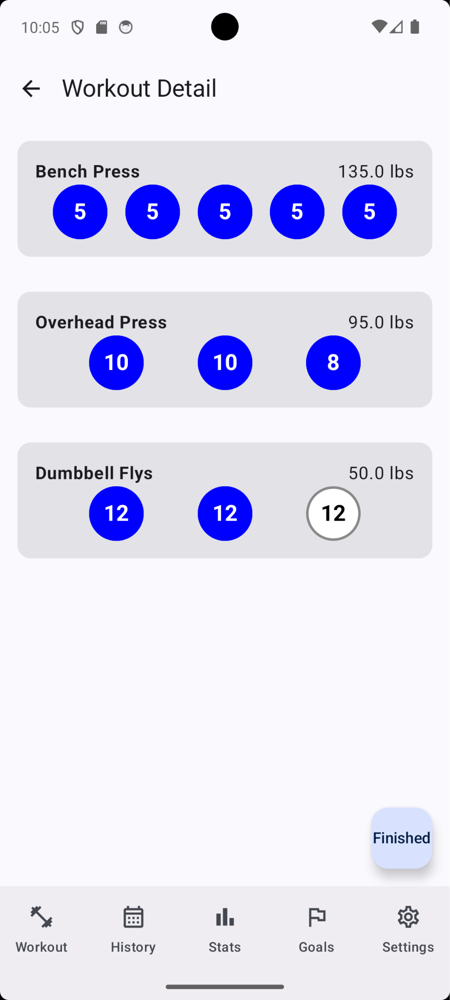 10:05
Workout Detail
Bench Press 135.0 lbs
5 5 5 5 5
Overhead Press 95.0 lbs
10 10 8
Dumbbell Flys 50.0 lbs
12 12 12
Finished
Workout History Stats Goals Settings